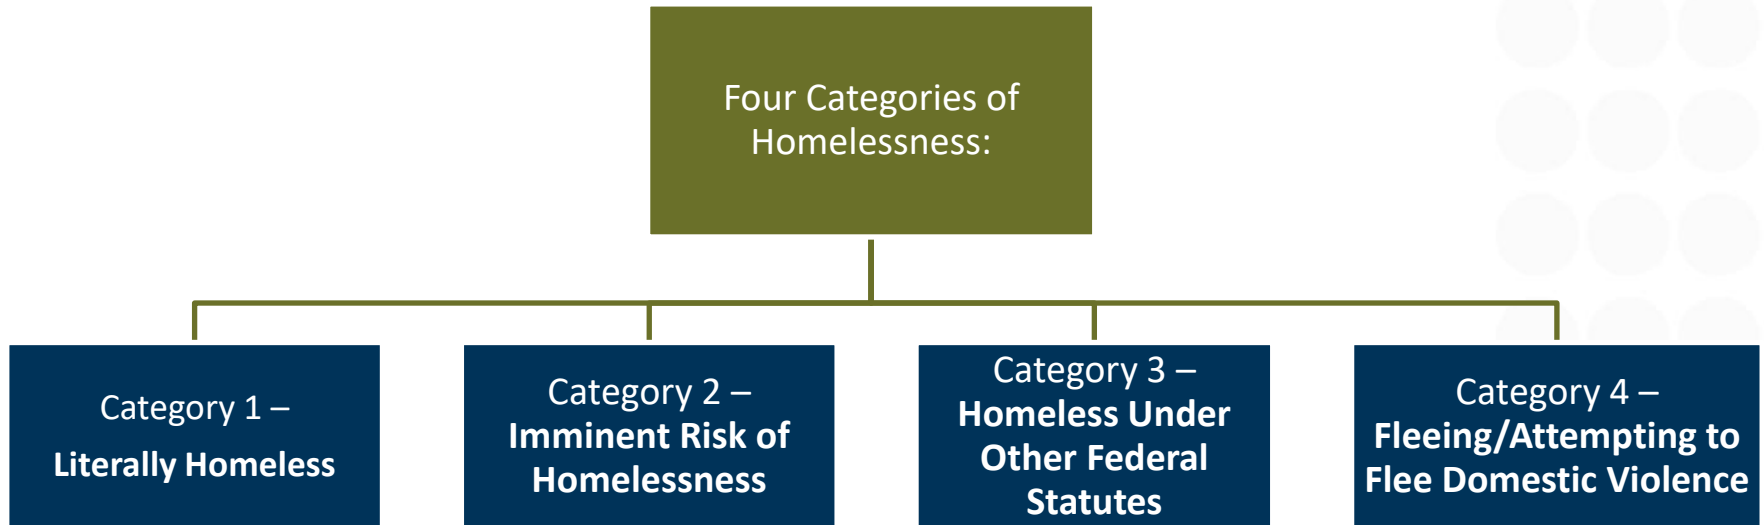 Four Categories of
Homelessness:
Category 1 –
Literally Homeless
Category 2 –
Imminent Risk of
Homelessness
Category 3 –
Homeless Under
Other Federal
Statutes
Category 4 –
Fleeing/Attempting to
Flee Domestic Violence